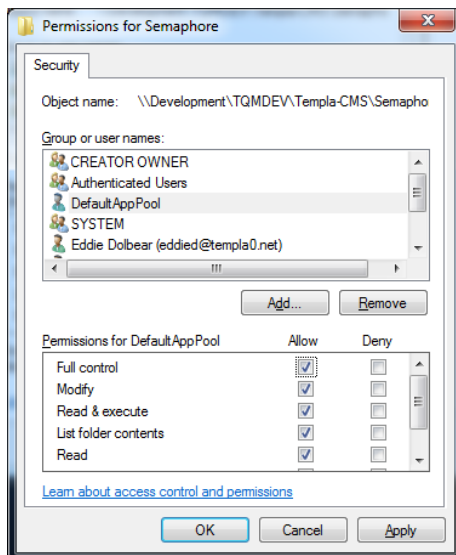 Permissions for Semaphore
Security
Object name: \\Development\TQMDEV\Templa-CMS\Semapho
Group or user names:
CREATOR OWNER
Authenticated Users
DefaultAppPool
SYSTEM
Eddie Dolbear (eddied@templa0.net)
Add... Remove
Permissions for DefaultAppPool Allow Deny
Full control
Modify
Read & execute
List folder contents
Read
Learn about access control and permissions
OK Cancel Apply